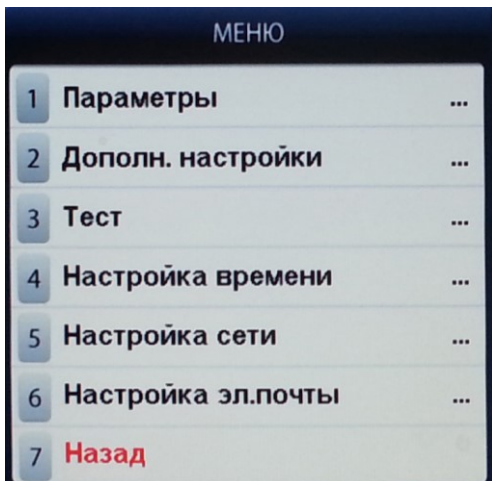 МЕНЮ
1 Параметры ...
2 Дополн. настройки ...
3 Тест ...
4 Настройка времени ...
5 Настройка сети ...
6 Настройка эл.почты ...
7 Назад